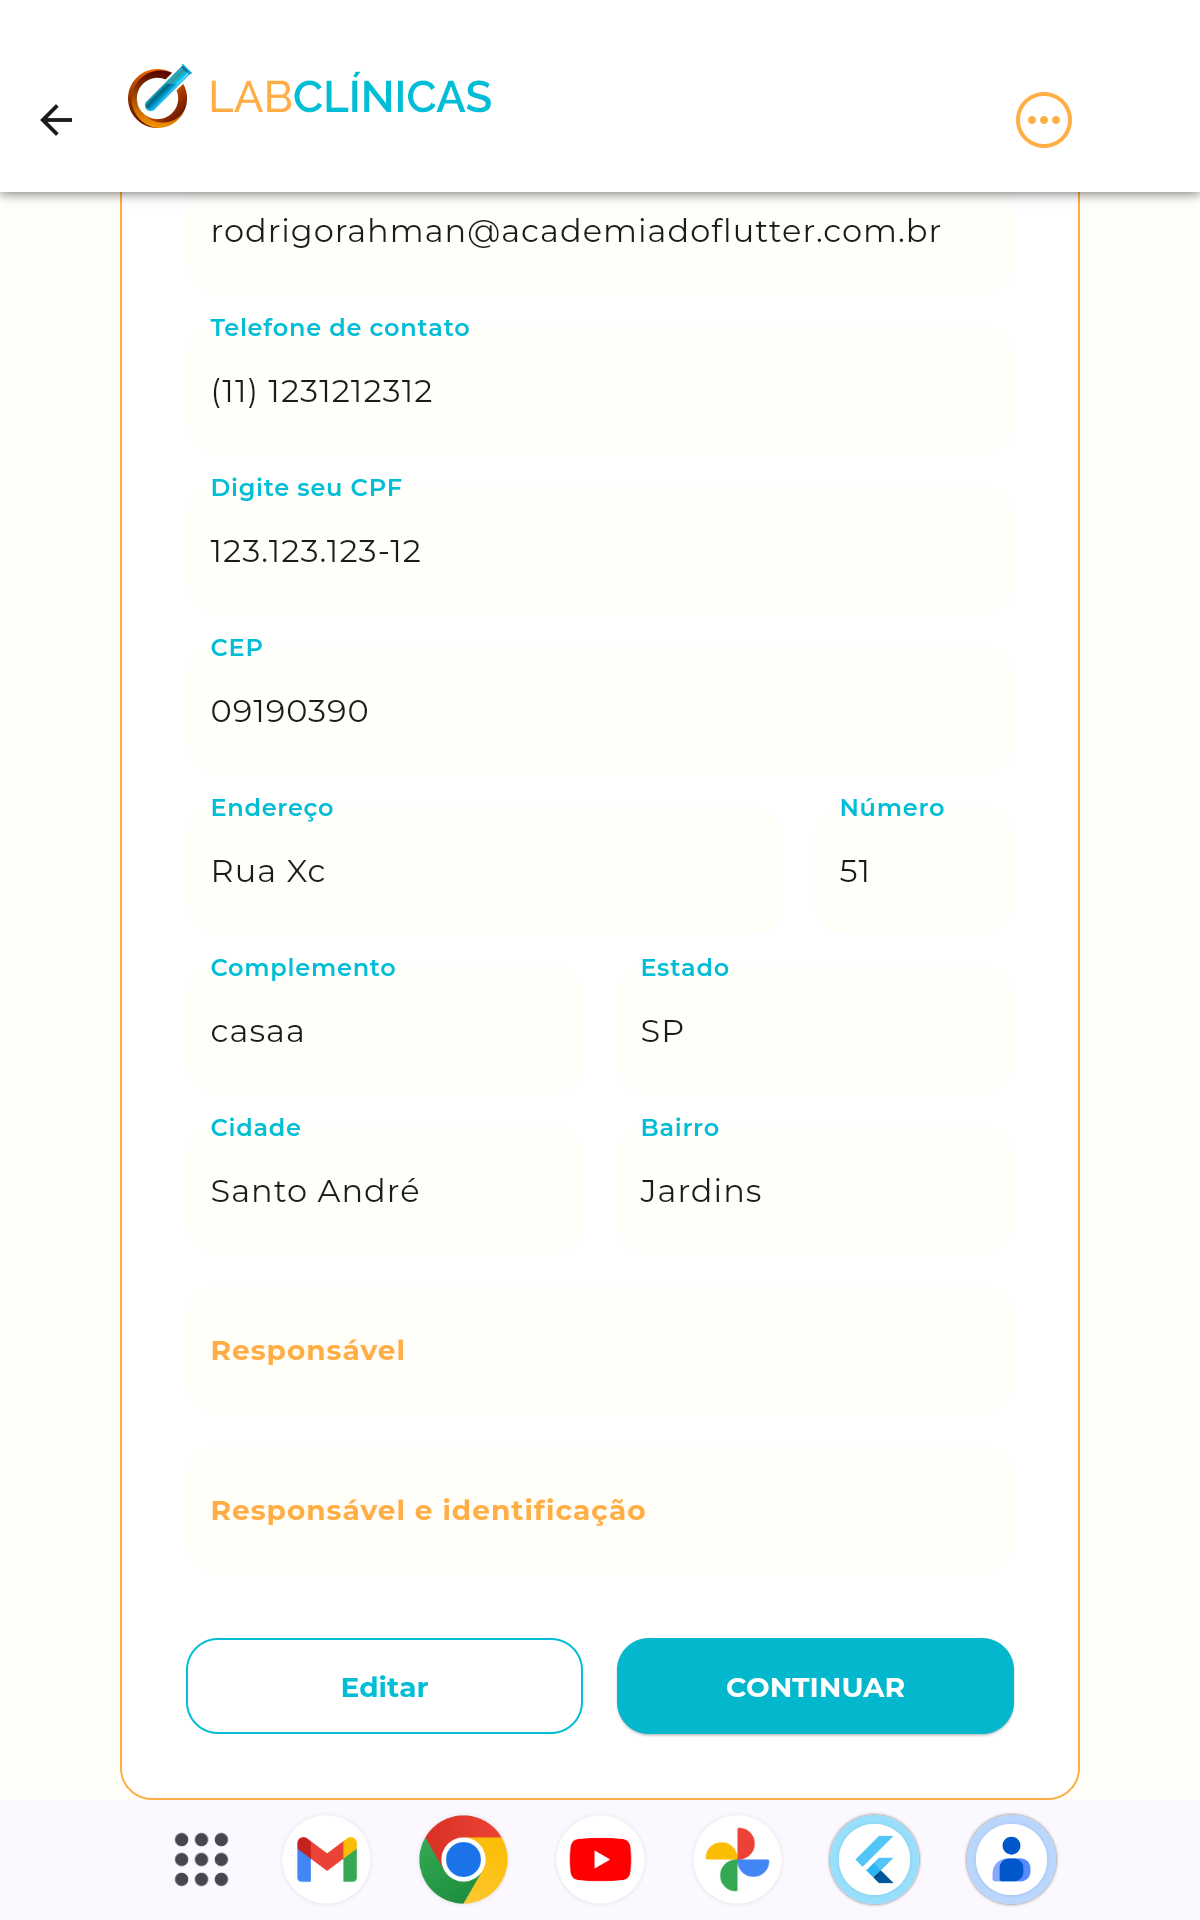 LABCLÍNICAS
rodrigorahman@academiadoflutter.com.br
Telefone de contato
(11) 1231212312
Digite seu CPF
123.123.123-12
CEP
09190390
Endereço
Número
Rua Xc
51
Complemento
Estado
casaa
SP
Cidade
Bairro
Santo André
Jardins
Responsável
Responsável e identificação
Editar
CONTINUAR